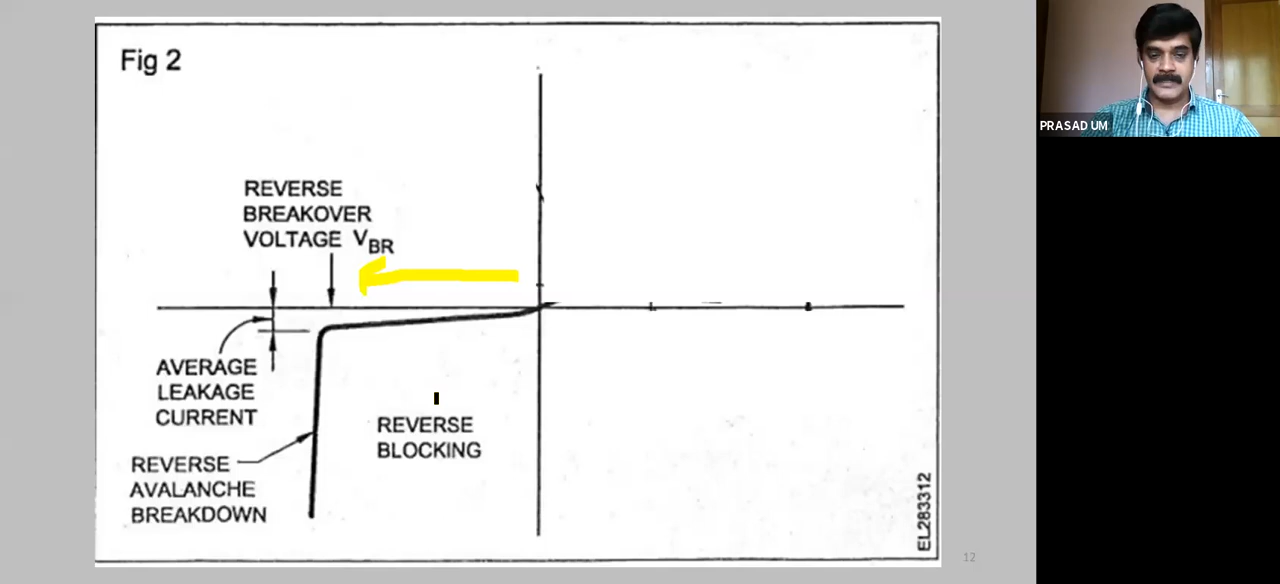 Fig 2
REVERSE
BREAKOVER
VOLTAGE VBR
AVERAGE
LEAKAGE
CURRENT
REVERSE
BLOCKING
REVERSE
AVALANCHE
BREAKDOWN
EL283312
12
PRASAD UM